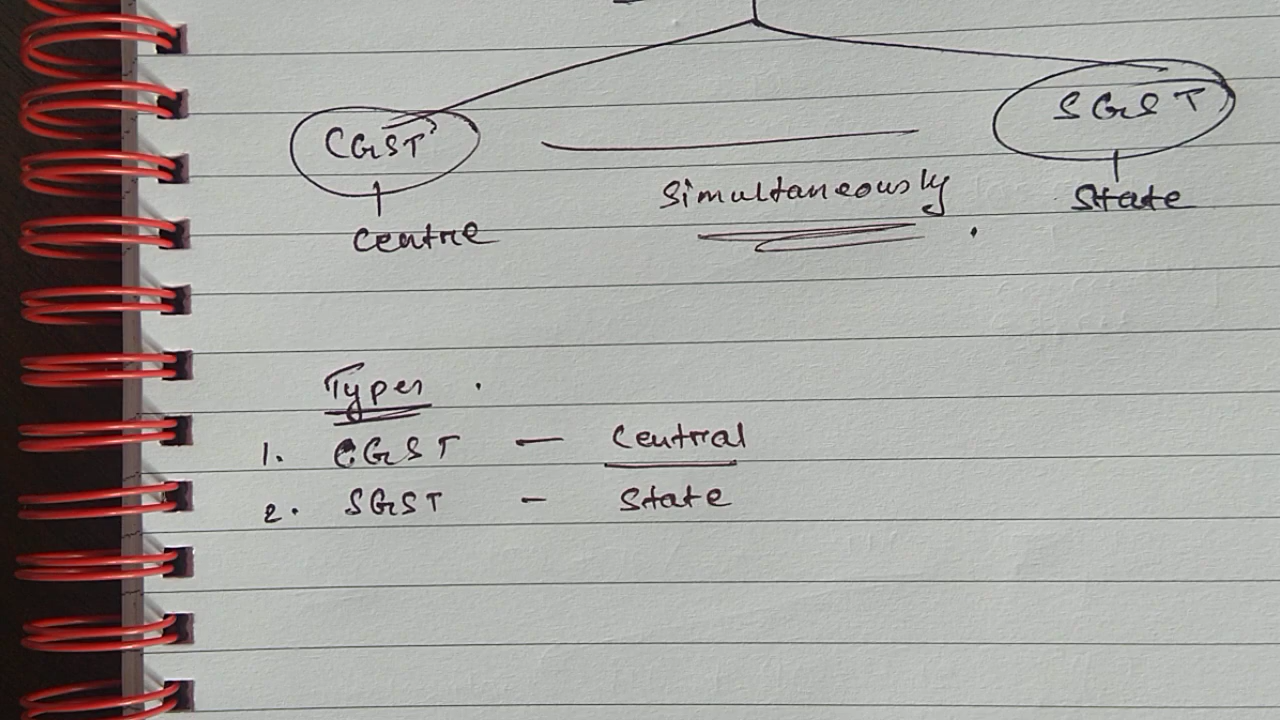 CGST SGST
Simultaneously State
Centre
Types .
1. CGST — Central
2. SGST - State